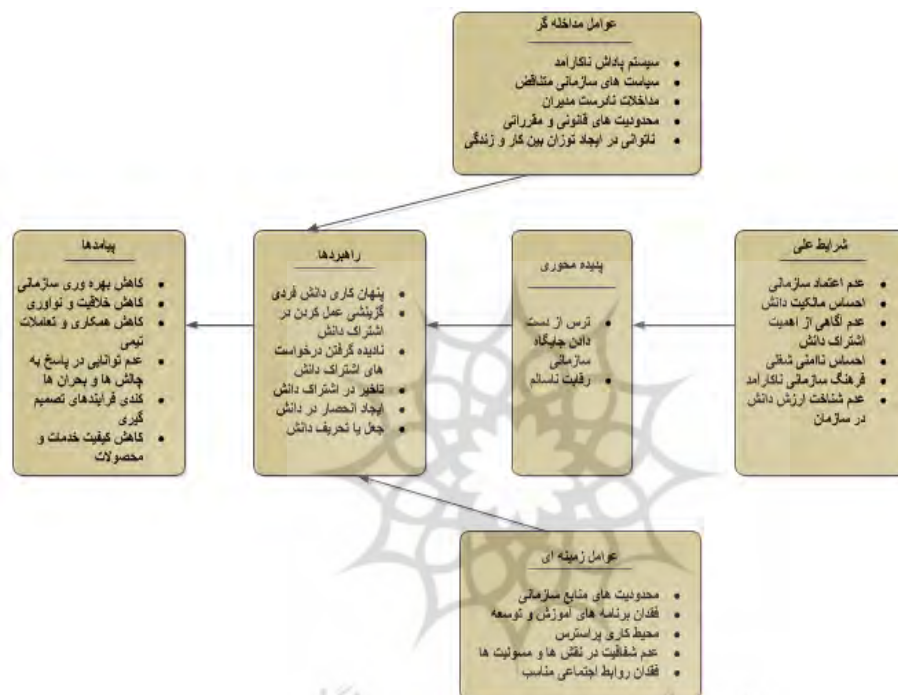 عوامل مداخله گر
سیستم پاداش ناکارآمد
سیاست های سازمانی متناقض
مداخلات نادرست مدیران
محدودیت های قانونی و مقرراتی
ناتوانی در ایجاد توزان بین کار و زندگی
شرایط علی
عدم اعتماد سازمانی
احساس مالکیت دانش
عدم آگاهی از اهمیت
اشتراک دانش
احساس ناامنی شغلی
فرهنگ سازمانی ناکارآمد
عدم شناخت ارزش دانش
در سازمان
پدیده محوری
ترس از دست
دادن جایگاه
سازمانی
رقابت ناسالم
راهبردها
پنهان کاری دانش فردی
گزینشی عمل کردن در
اشتراک دانش
نادیده گرفتن درخواست
های اشتراک دانش
تاخیر در اشتراک دانش
ایجاد انحصار در دانش
جعل یا تحریف دانش
پیامدها
کاهش بهره وری سازمانی
کاهش خلاقیت و نوآوری
کاهش همکاری و تعاملات
تیمی
عدم توانایی در پاسخ به
چالش ها و بحران ها
کندی فرآیندهای تصمیم
گیری
کاهش کیفیت خدمات و
محصولات
عوامل زمینه ای
محدودیت های منابع سازمانی
فقدان برنامه های آموزش و توسعه
محیط کاری پراسترس
عدم شفافیت در نقش ها و مسولیت ها
فقدان روابط اجتماعی مناسب